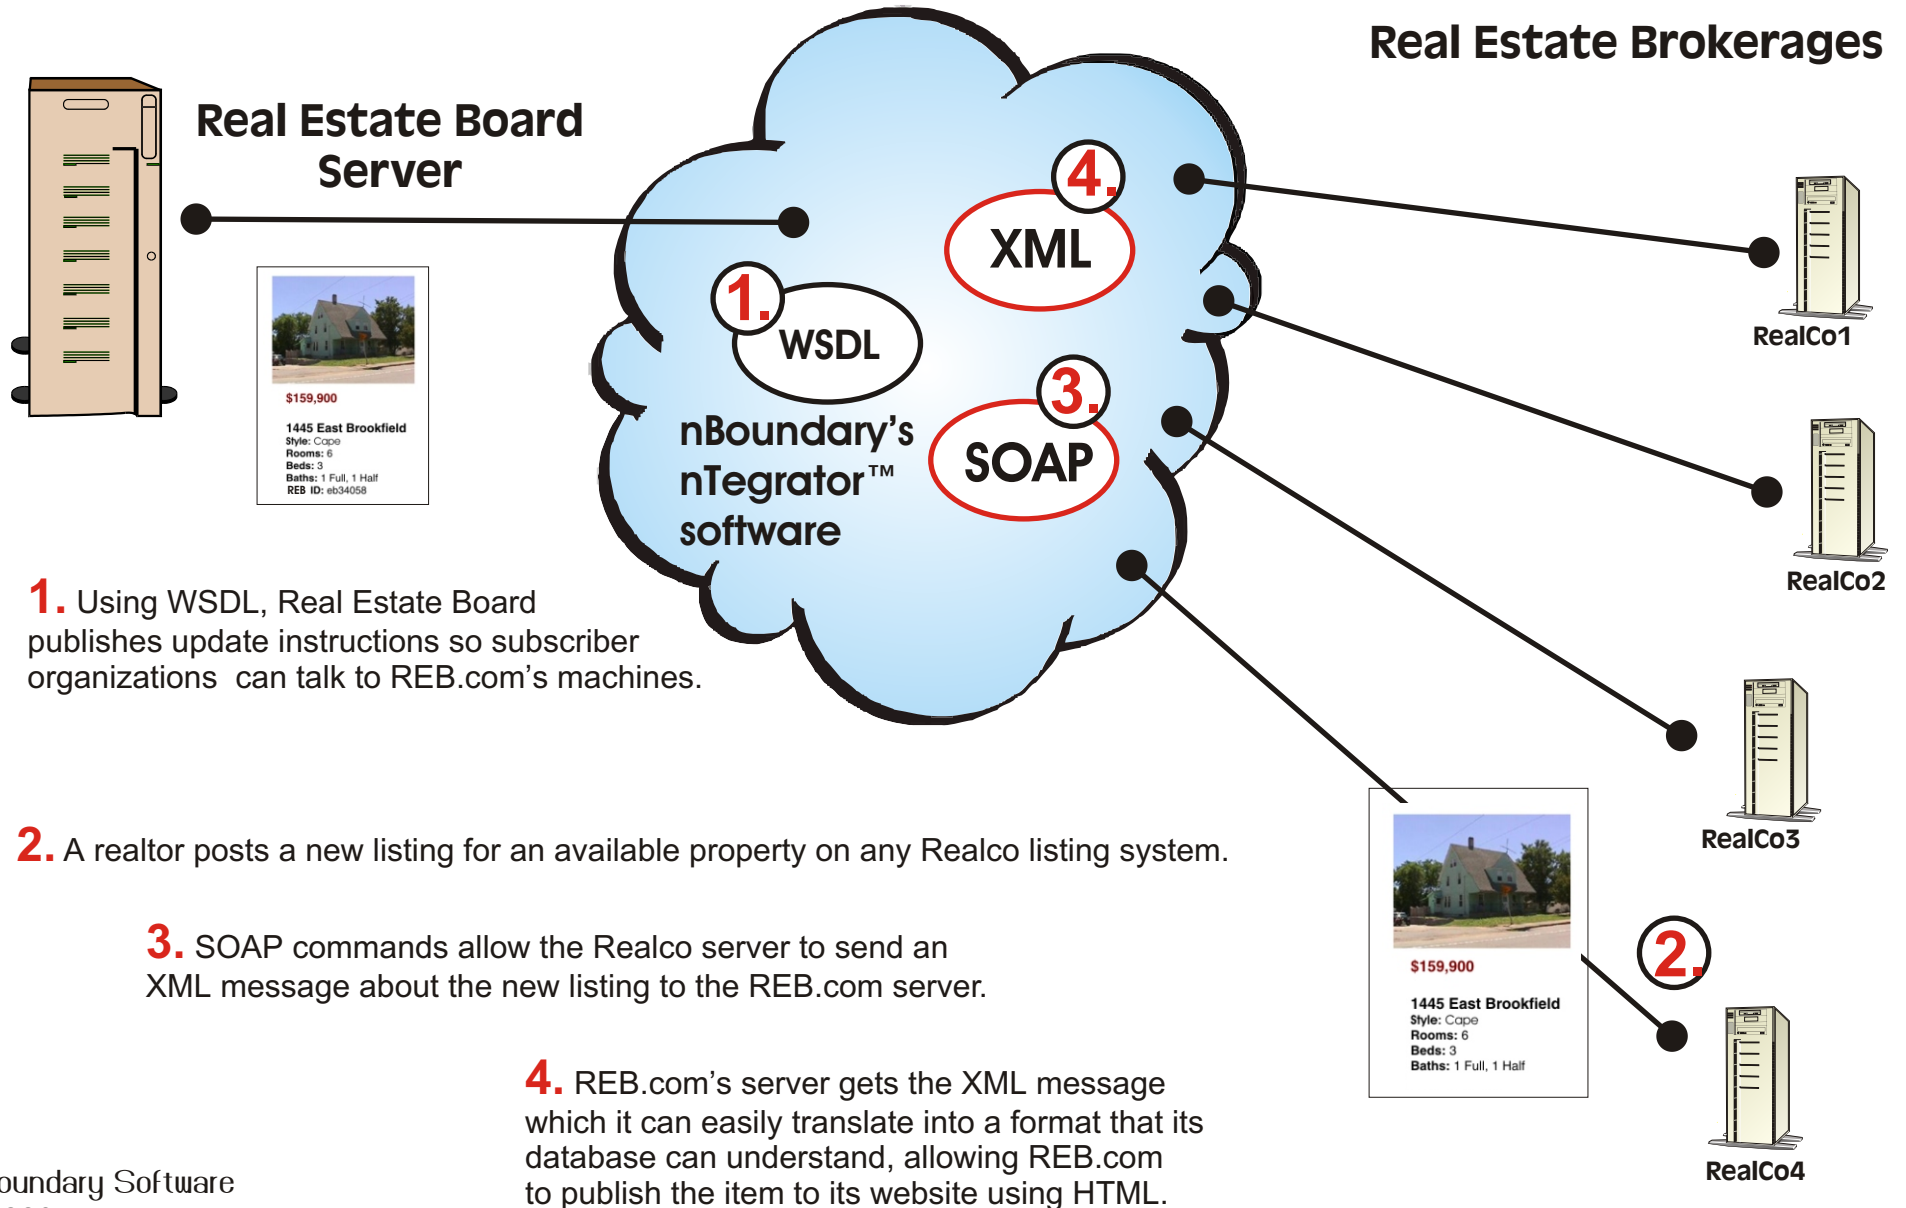 Real Estate Brokerages
Real Estate Board
Server
4.
XML
1.
WSDL
3.
SOAP
nBoundary's
nTegrator™
software
$159,900
1445 East Brookfield
Style: Cape
Rooms: 6
Beds: 3
Baths: 1 Full, 1 Half
REB ID: eb34058
RealCo1
RealCo2
RealCo3
1. Using WSDL, Real Estate Board
publishes update instructions so subscriber
organizations can talk to REB.com's machines.
2. A realtor posts a new listing for an available property on any Realco listing system.
3. SOAP commands allow the Realco server to send an
XML message about the new listing to the REB.com server.
4. REB.com's server gets the XML message
which it can easily translate into a format that its
database can understand, allowing REB.com
to publish the item to its website using HTML.
$159,900
1445 East Brookfield
Style: Cape
Rooms: 6
Beds: 3
Baths: 1 Full, 1 Half
2.
RealCo4
oundary Software